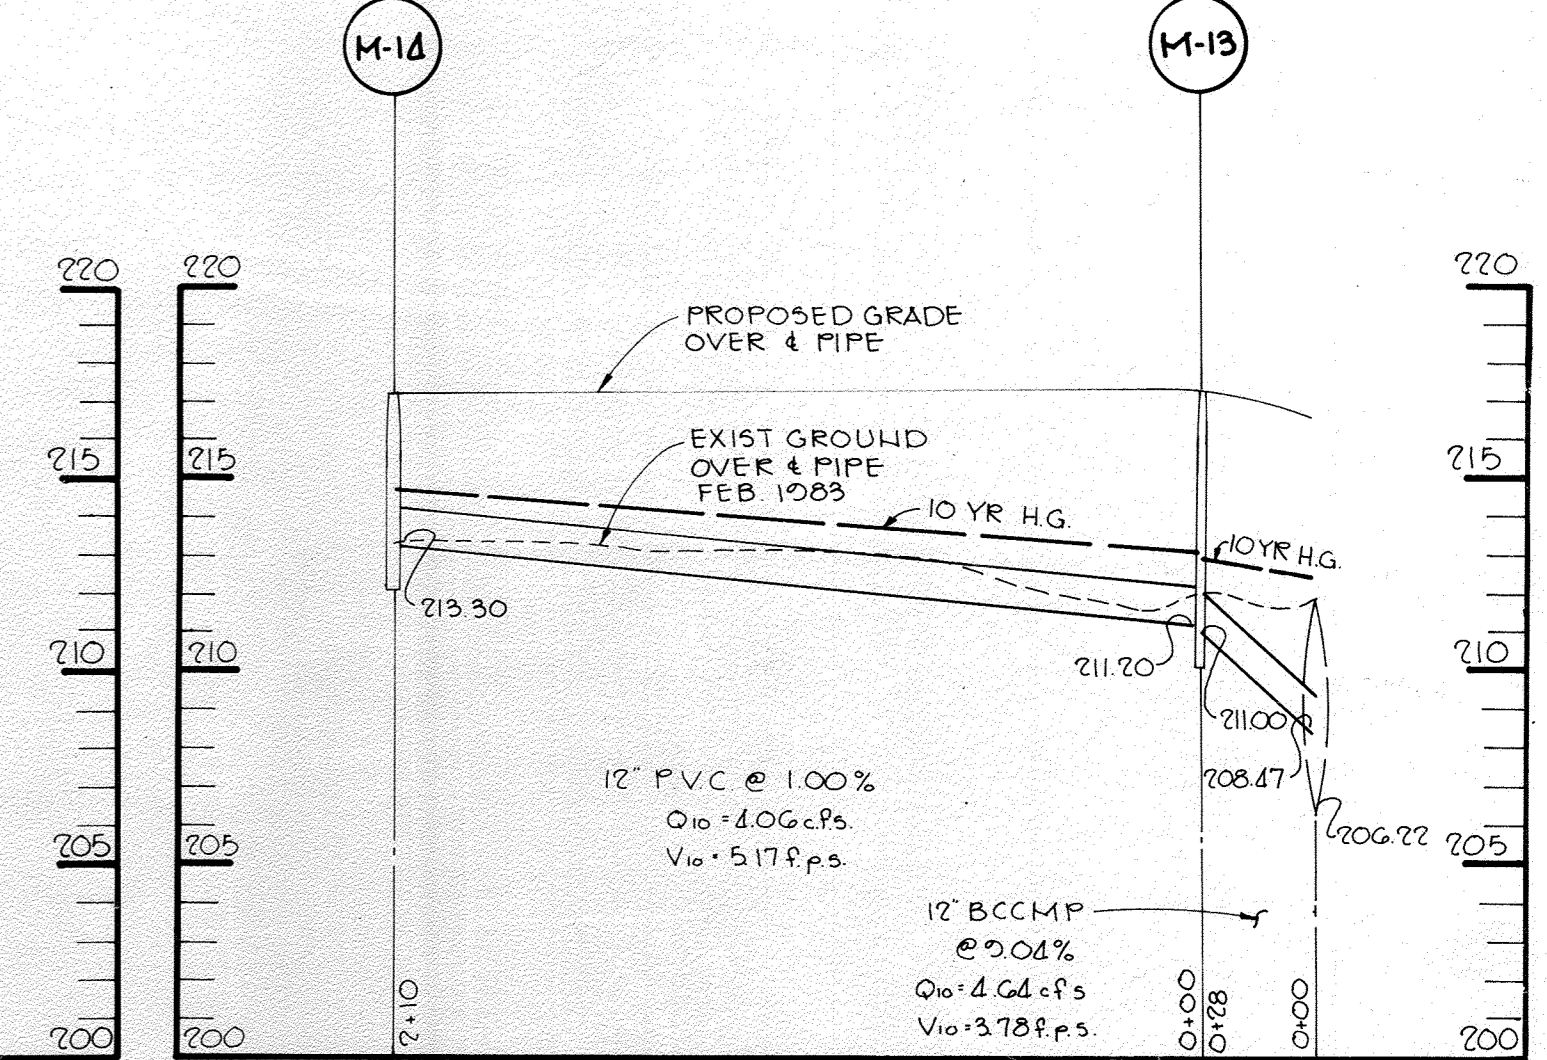 M-14
M-13
220
220
220
PROPOSED GRADE
OVER ℄ PIPE
EXIST GROUND
OVER ℄ PIPE
FEB. 1983
215
215
215
10 YR H.G.
10 YR H.G.
213.30
210
210
211.20
210
211.00
208.47
12" P.V.C. @ 1.00%
Q10 = 4.06 c.f.s.
V10 = 5.17 f.p.s.
206.22
205
205
205
12" BCCMP
@ 9.04%
Q10 = 4.64 cfs
V10 = 3.78 f.p.s.
2+10
0+00
0+28
0+00
200
200
200